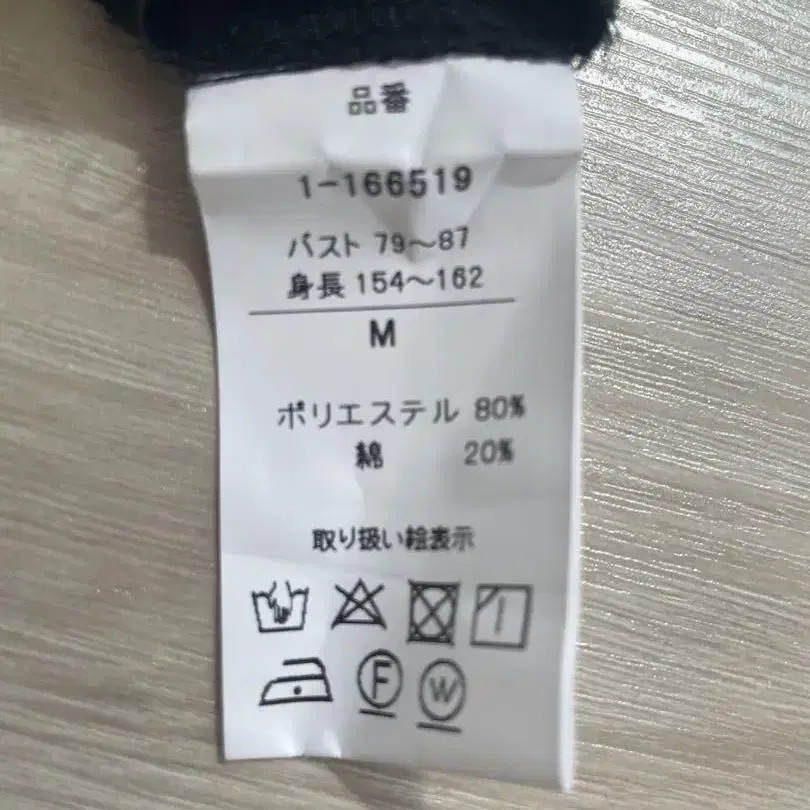 品番
1-166519
バスト 79～87
身長 154～162
M
ポリエステル 80%
綿 20%
取り扱い絵表示
F W